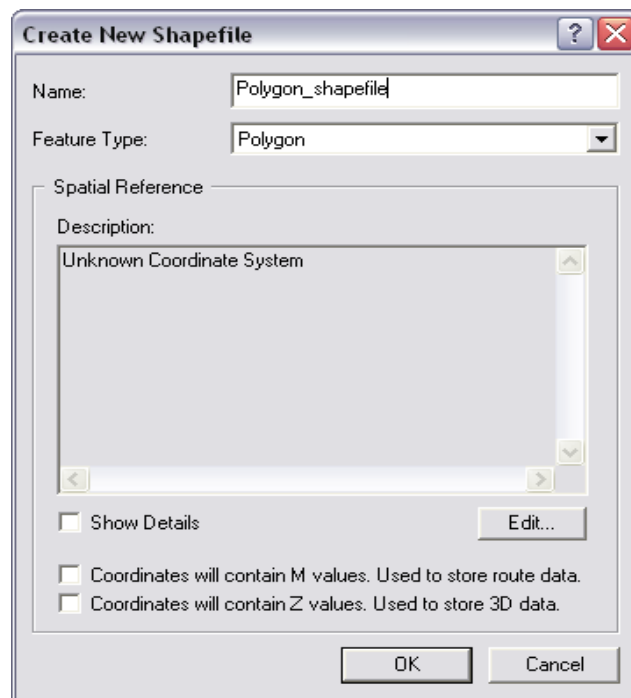 Create New Shapefile
Name: Polygon_shapefile
Feature Type: Polygon
Spatial Reference
Description:
Unknown Coordinate System
Show Details Edit...
Coordinates will contain M values. Used to store route data.
Coordinates will contain Z values. Used to store 3D data.
OK Cancel